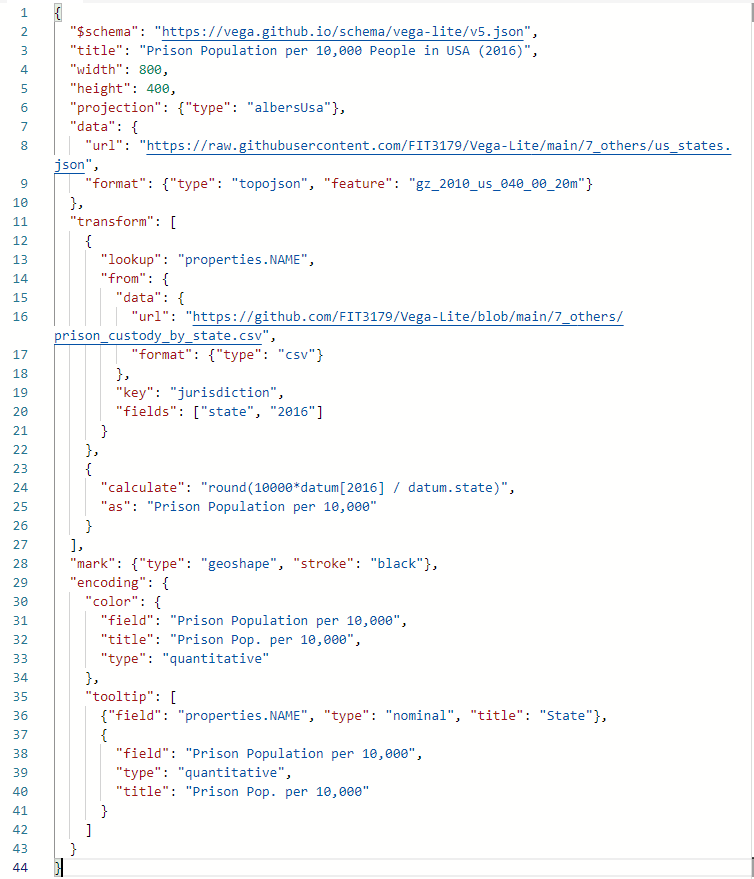 1 {
2 "$schema": "https://vega.github.io/schema/vega-lite/v5.json",
3 "title": "Prison Population per 10,000 People in USA (2016)",
4 "width": 800,
5 "height": 400,
6 "projection": {"type": "albersUsa"},
7 "data": {
8 "url": "https://raw.githubusercontent.com/FIT3179/Vega-Lite/main/7_others/us_states.
json",
9 "format": {"type": "topojson", "feature": "gz_2010_us_040_00_20m"}
10 },
11 "transform": [
12 {
13 "lookup": "properties.NAME",
14 "from": {
15 "data": {
16 "url": "https://github.com/FIT3179/Vega-Lite/blob/main/7_others/
prison_custody_by_state.csv",
17 "format": {"type": "csv"}
18 },
19 "key": "jurisdiction",
20 "fields": ["state", "2016"]
21 }
22 },
23 {
24 "calculate": "round(10000*datum[2016] / datum.state)",
25 "as": "Prison Population per 10,000"
26 }
27 ],
28 "mark": {"type": "geoshape", "stroke": "black"},
29 "encoding": {
30 "color": {
31 "field": "Prison Population per 10,000",
32 "title": "Prison Pop. per 10,000",
33 "type": "quantitative"
34 },
35 "tooltip": [
36 {"field": "properties.NAME", "type": "nominal", "title": "State"},
37 {
38 "field": "Prison Population per 10,000",
39 "type": "quantitative",
40 "title": "Prison Pop. per 10,000"
41 }
42 ]
43 }
44 }